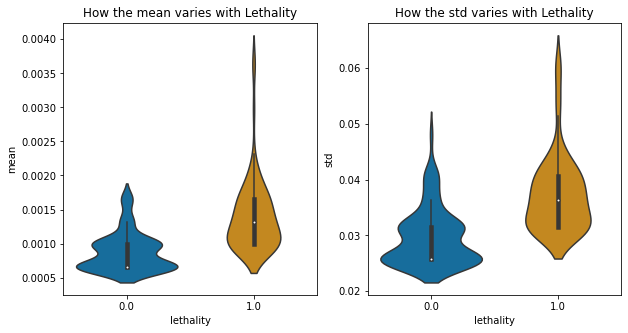 How the mean varies with Lethality
mean
0.0040
0.0035
0.0030
0.0025
0.0020
0.0015
0.0010
0.0005
0.0
1.0
lethality
How the std varies with Lethality
std
0.06
0.05
0.04
0.03
0.02
0.0
1.0
lethality